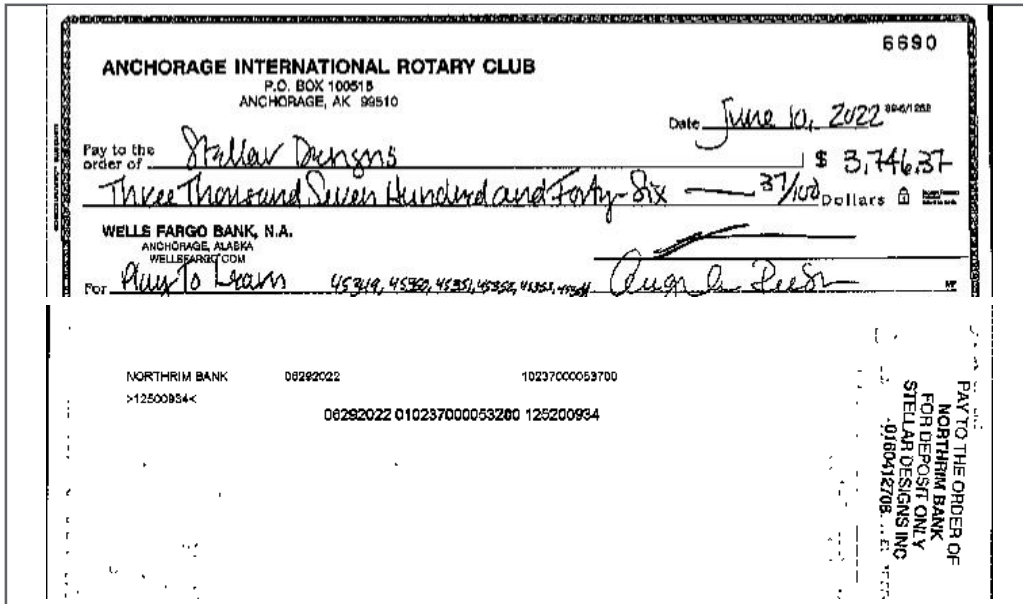 6690
ANCHORAGE INTERNATIONAL ROTARY CLUB
P.O. BOX 100518
ANCHORAGE, AK 99510
Date June 10, 2022
Pay to the
order of Stellar Designs $ 3,746.37
Three Thousand Seven Hundred and Forty-Six 37/100 Dollars
WELLS FARGO BANK, N.A.
ANCHORAGE, ALASKA
WELLSFARGO.COM
For Play To Learn 45349, 45350, 45351, 45352, 45353,
NORTHRIM BANK 06292022 10237000053700
>12500934<
06292022 010237000053200 125200934
PAY TO THE ORDER OF
NORTHRIM BANK
FOR DEPOSIT ONLY
STELLAR DESIGNS INC